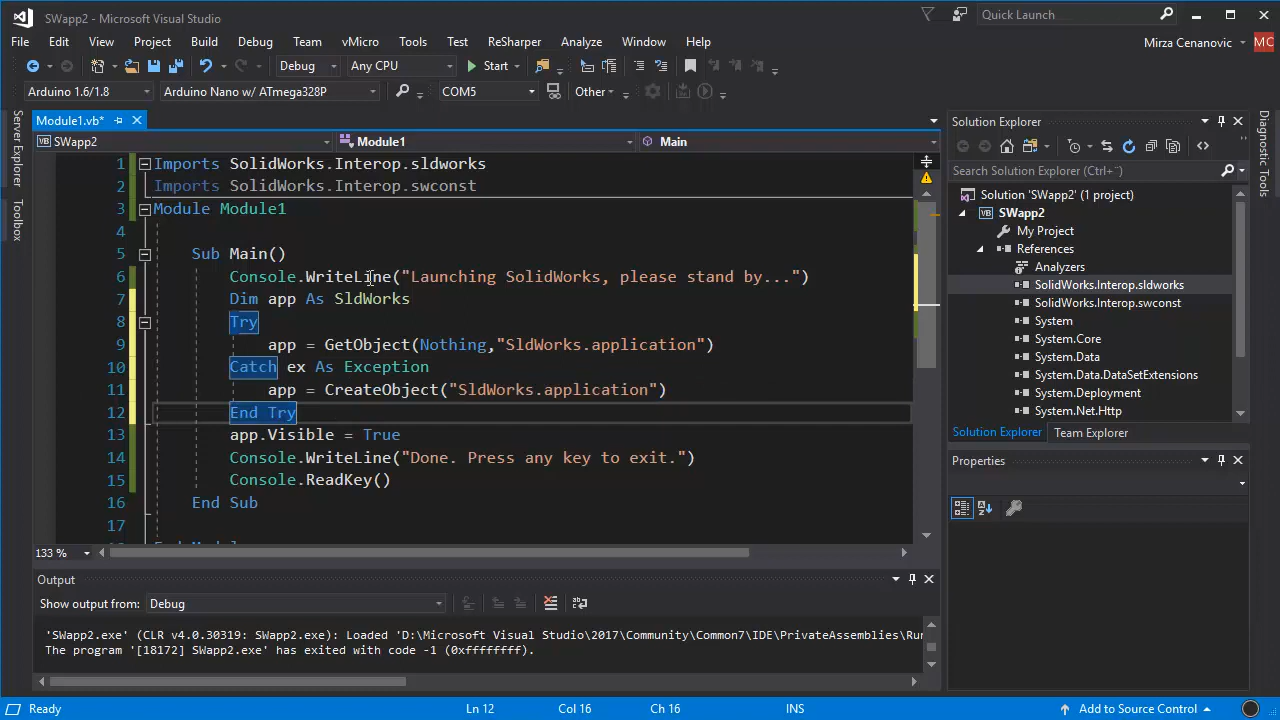 SWapp2 - Microsoft Visual Studio
Quick Launch
File Edit View Project Build Debug Team vMicro Tools Test ReSharper Analyze Window Help
Mirza Cenanovic MC
Debug Any CPU Start
Arduino 1.6/1.8 Arduino Nano w/ ATmega328P COM5 Other
Server Explorer
Toolbox
Module1.vb*
VB SWapp2 Module1 Main
1 Imports SolidWorks.Interop.sldworks
2 Imports SolidWorks.Interop.swconst
3 Module Module1
4
5 Sub Main()
6 Console.WriteLine("Launching SolidWorks, please stand by...")
7 Dim app As SldWorks
8 Try
9 app = GetObject(Nothing,"SldWorks.application")
10 Catch ex As Exception
11 app = CreateObject("SldWorks.application")
12 End Try
13 app.Visible = True
14 Console.WriteLine("Done. Press any key to exit.")
15 Console.ReadKey()
16 End Sub
17
133 %
Output
Show output from: Debug
'SWapp2.exe' (CLR v4.0.30319: SWapp2.exe): Loaded 'D:\Microsoft Visual Studio\2017\Community\Common7\IDE\PrivateAssemblies\Ru
The program '[18172] SWapp2.exe' has exited with code -1 (0xffffffff).
Solution Explorer
Search Solution Explorer (Ctrl+¨)
Solution 'SWapp2' (1 project)
VB SWapp2
My Project
References
Analyzers
SolidWorks.Interop.sldworks
SolidWorks.Interop.swconst
System
System.Core
System.Data
System.Data.DataSetExtensions
System.Deployment
System.Net.Http
Solution Explorer Team Explorer
Properties
Diagnostic Tools
Ready Ln 12 Col 16 Ch 16 INS Add to Source Control